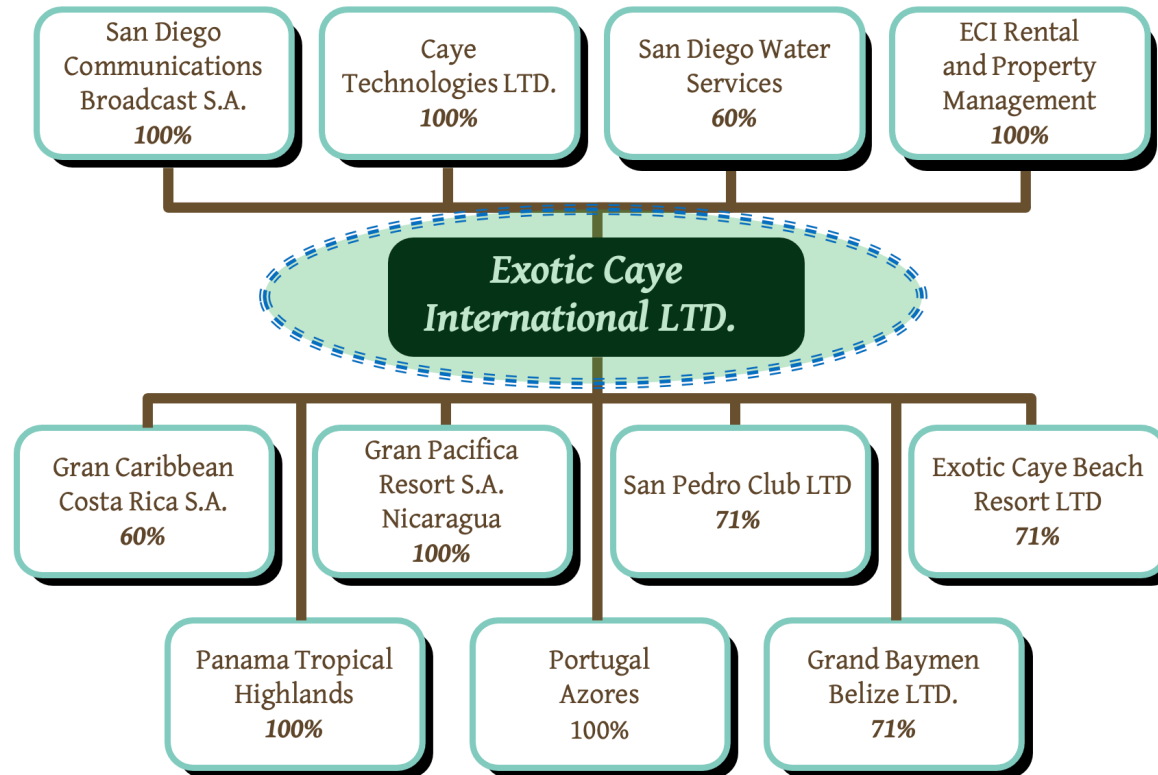 San Diego
Communications
Broadcast S.A.
100%
Caye
Technologies LTD.
100%
San Diego Water
Services
60%
ECI Rental
and Property
Management
100%
Exotic Caye
International LTD.
Gran Caribbean
Costa Rica S.A.
60%
Gran Pacifica
Resort S.A.
Nicaragua
100%
San Pedro Club LTD
71%
Exotic Caye Beach
Resort LTD
71%
Panama Tropical
Highlands
100%
Portugal
Azores
100%
Grand Baymen
Belize LTD.
71%